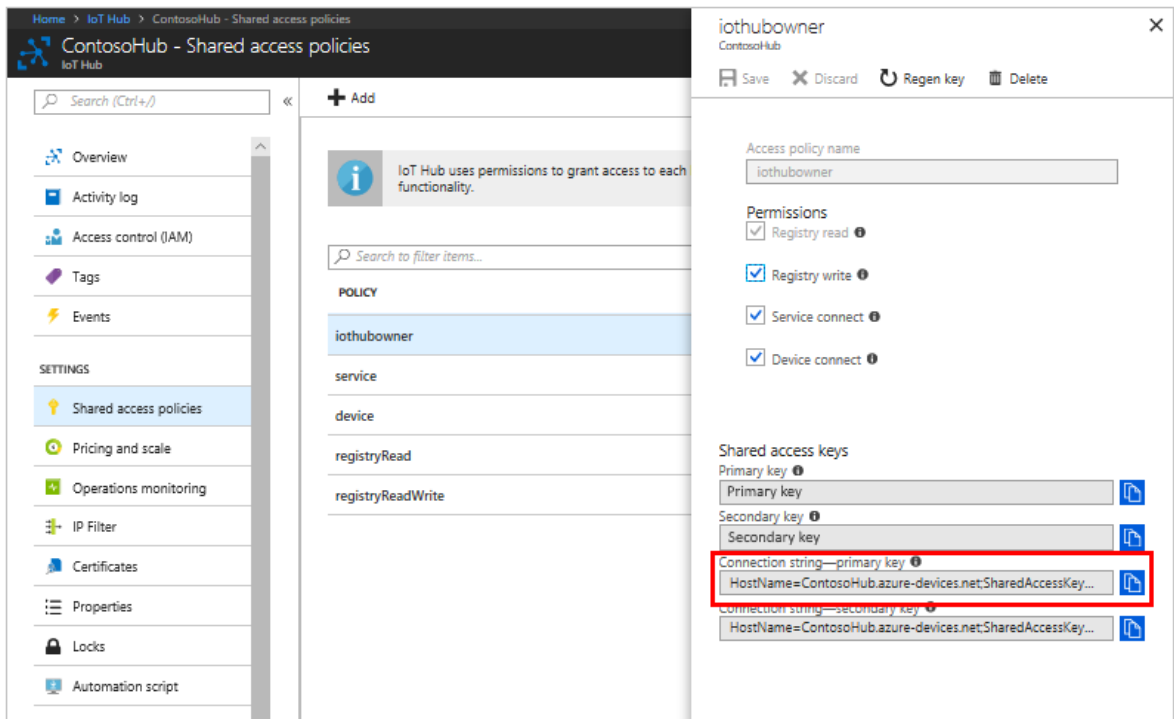 Home > IoT Hub > ContosoHub - Shared access policies
ContosoHub - Shared access policies
IoT Hub
Search (Ctrl+/)
«
Overview
Activity log
Access control (IAM)
Tags
Events
SETTINGS
Shared access policies
Pricing and scale
Operations monitoring
IP Filter
Certificates
Properties
Locks
Automation script
Add
IoT Hub uses permissions to grant access to each
functionality.
Search to filter items...
POLICY
iothubowner
service
device
registryRead
registryReadWrite
iothubowner
ContosoHub
Save Discard Regen key Delete
Access policy name
iothubowner
Permissions
Registry read
Registry write
Service connect
Device connect
Shared access keys
Primary key
Primary key
Secondary key
Secondary key
Connection string—primary key
HostName=ContosoHub.azure-devices.net;SharedAccessKey...
Connection string—secondary key
HostName=ContosoHub.azure-devices.net;SharedAccessKey...